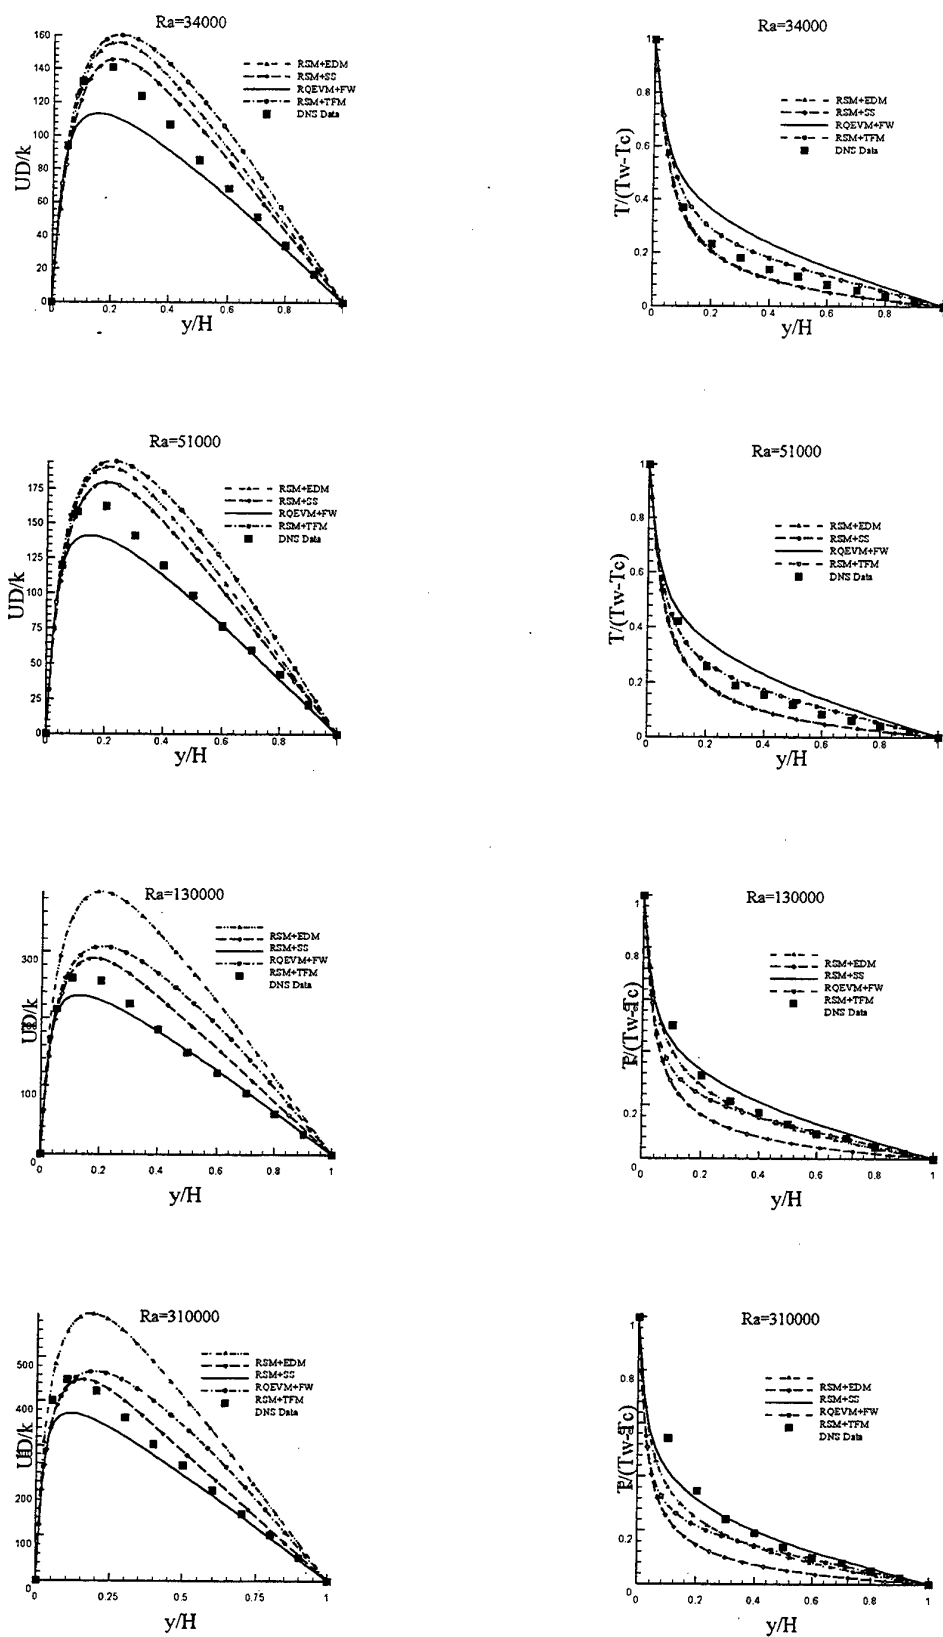 Ra=34000
160
140
120
100
80
60
40
20
0
UD/k
RSM+EDM
RSM+SS
RQEVM+FW
RSM+TFM
DNS Data
0 0.2 0.4 0.6 0.8 1
y/H
Ra=34000
1
0.8
0.6
0.4
0.2
0
T/(Tw-Tc)
RSM+EDM
RSM+SS
RQEVM+FW
RSM+TFM
DNS Data
0 0.2 0.4 0.6 0.8
y/H
Ra=51000
175
150
125
100
75
50
25
0
UD/k
RSM+EDM
RSM+SS
RQEVM+FW
RSM+TFM
DNS Data
0 0.2 0.4 0.6 0.8 1
y/H
Ra=51000
1
0.8
0.6
0.4
0.2
0
T/(Tw-Tc)
RSM+EDM
RSM+SS
RQEVM+FW
RSM+TFM
DNS Data
0 0.2 0.4 0.6 0.8 1
y/H
Ra=130000
300
100
0
UD/k
RSM+EDM
RSM+SS
RQEVM+FW
RSM+TFM
DNS Data
0 0.2 0.4 0.6 0.8 1
y/H
Ra=130000
1
0.8
0.2
0
T/(Tw-Tc)
RSM+EDM
RSM+SS
RQEVM+FW
RSM+TFM
DNS Data
0 0.2 0.4 0.6 0.8 1
y/H
Ra=310000
500
400
200
100
0
UD/k
RSM+EDM
RSM+SS
RQEVM+FW
RSM+TFM
DNS Data
0 0.25 0.5 0.75 1
y/H
Ra=310000
1
0.8
0.2
0
T/(Tw-Tc)
RSM+EDM
RSM+SS
RQEVM+FW
RSM+TFM
DNS Data
0 0.2 0.4 0.6 0.8 1
y/H